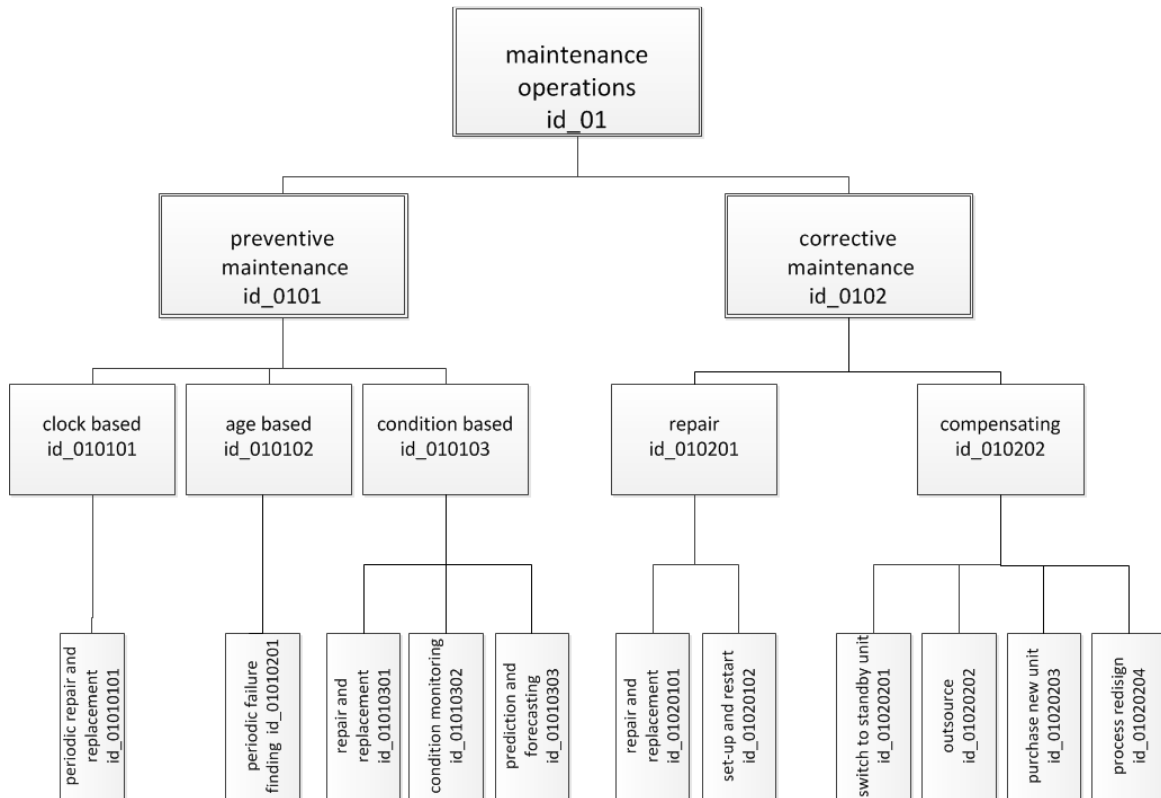 maintenance
operations
id_01
preventive
maintenance
id_0101
corrective
maintenance
id_0102
clock based
id_010101
age based
id_010102
condition based
id_010103
repair
id_010201
compensating
id_010202
periodic repair and
replacement
id_01010101
periodic failure
finding id_01010201
repair and
replacement
id_01010301
condition monitoring
id_01010302
prediction and
forecasting
id_01010303
repair and
replacement
id_01020101
set-up and restart
id_01020102
switch to standby unit
id_01020201
outsource
id_01020202
purchase new unit
id_01020203
process redisign
id_01020204